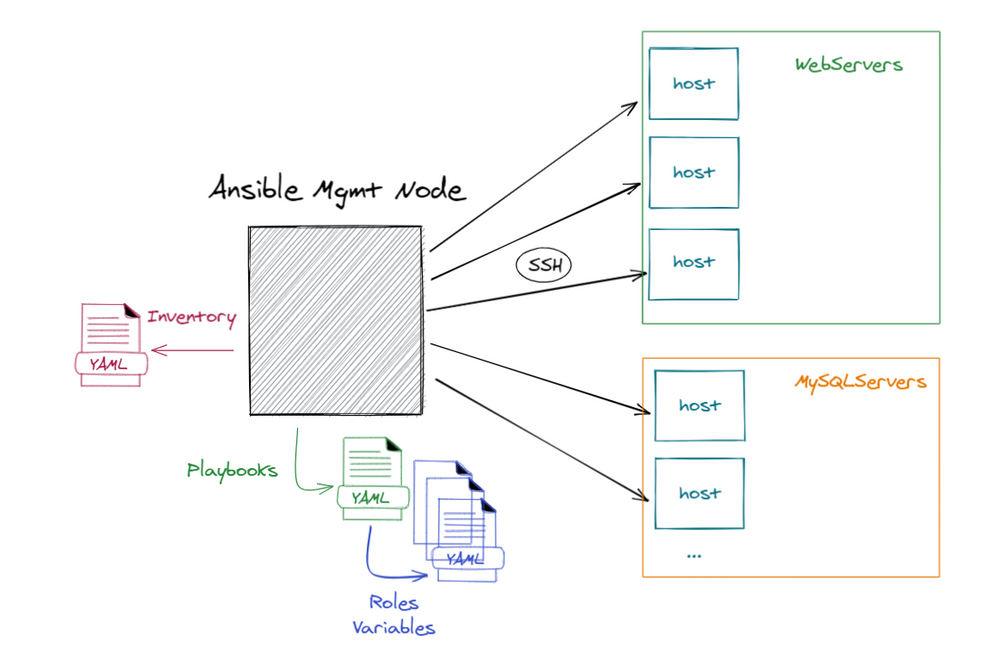 WebServers
host
host
host
Ansible Mgmt Node
SSH
Inventory
YAML
MySQLServers
host
host
...
Playbooks
YAML
YAML
Roles
Variables